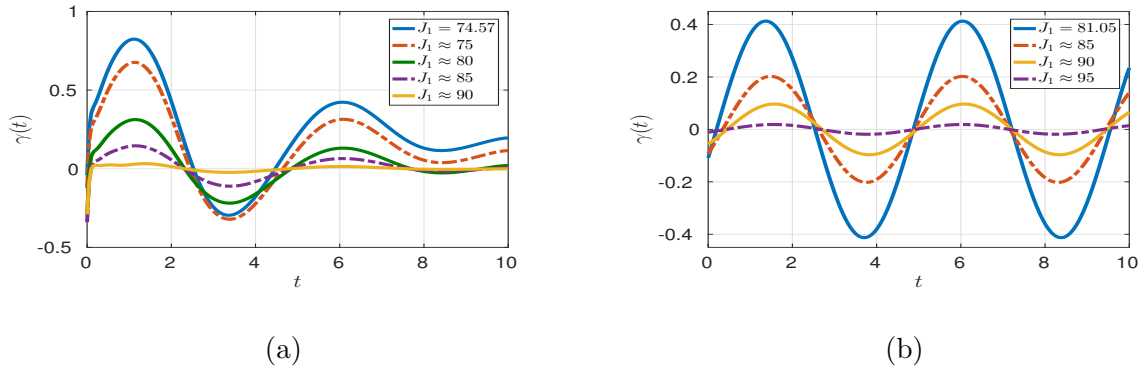 1
0.5
0
-0.5
0
2
4
6
8
10
γ(t)
t
J₁ = 74.57
J₁ ≈ 75
J₁ ≈ 80
J₁ ≈ 85
J₁ ≈ 90
(a)
0.4
0.2
0
-0.2
-0.4
0
2
4
6
8
10
γ(t)
t
J₁ = 81.05
J₁ ≈ 85
J₁ ≈ 90
J₁ ≈ 95
(b)